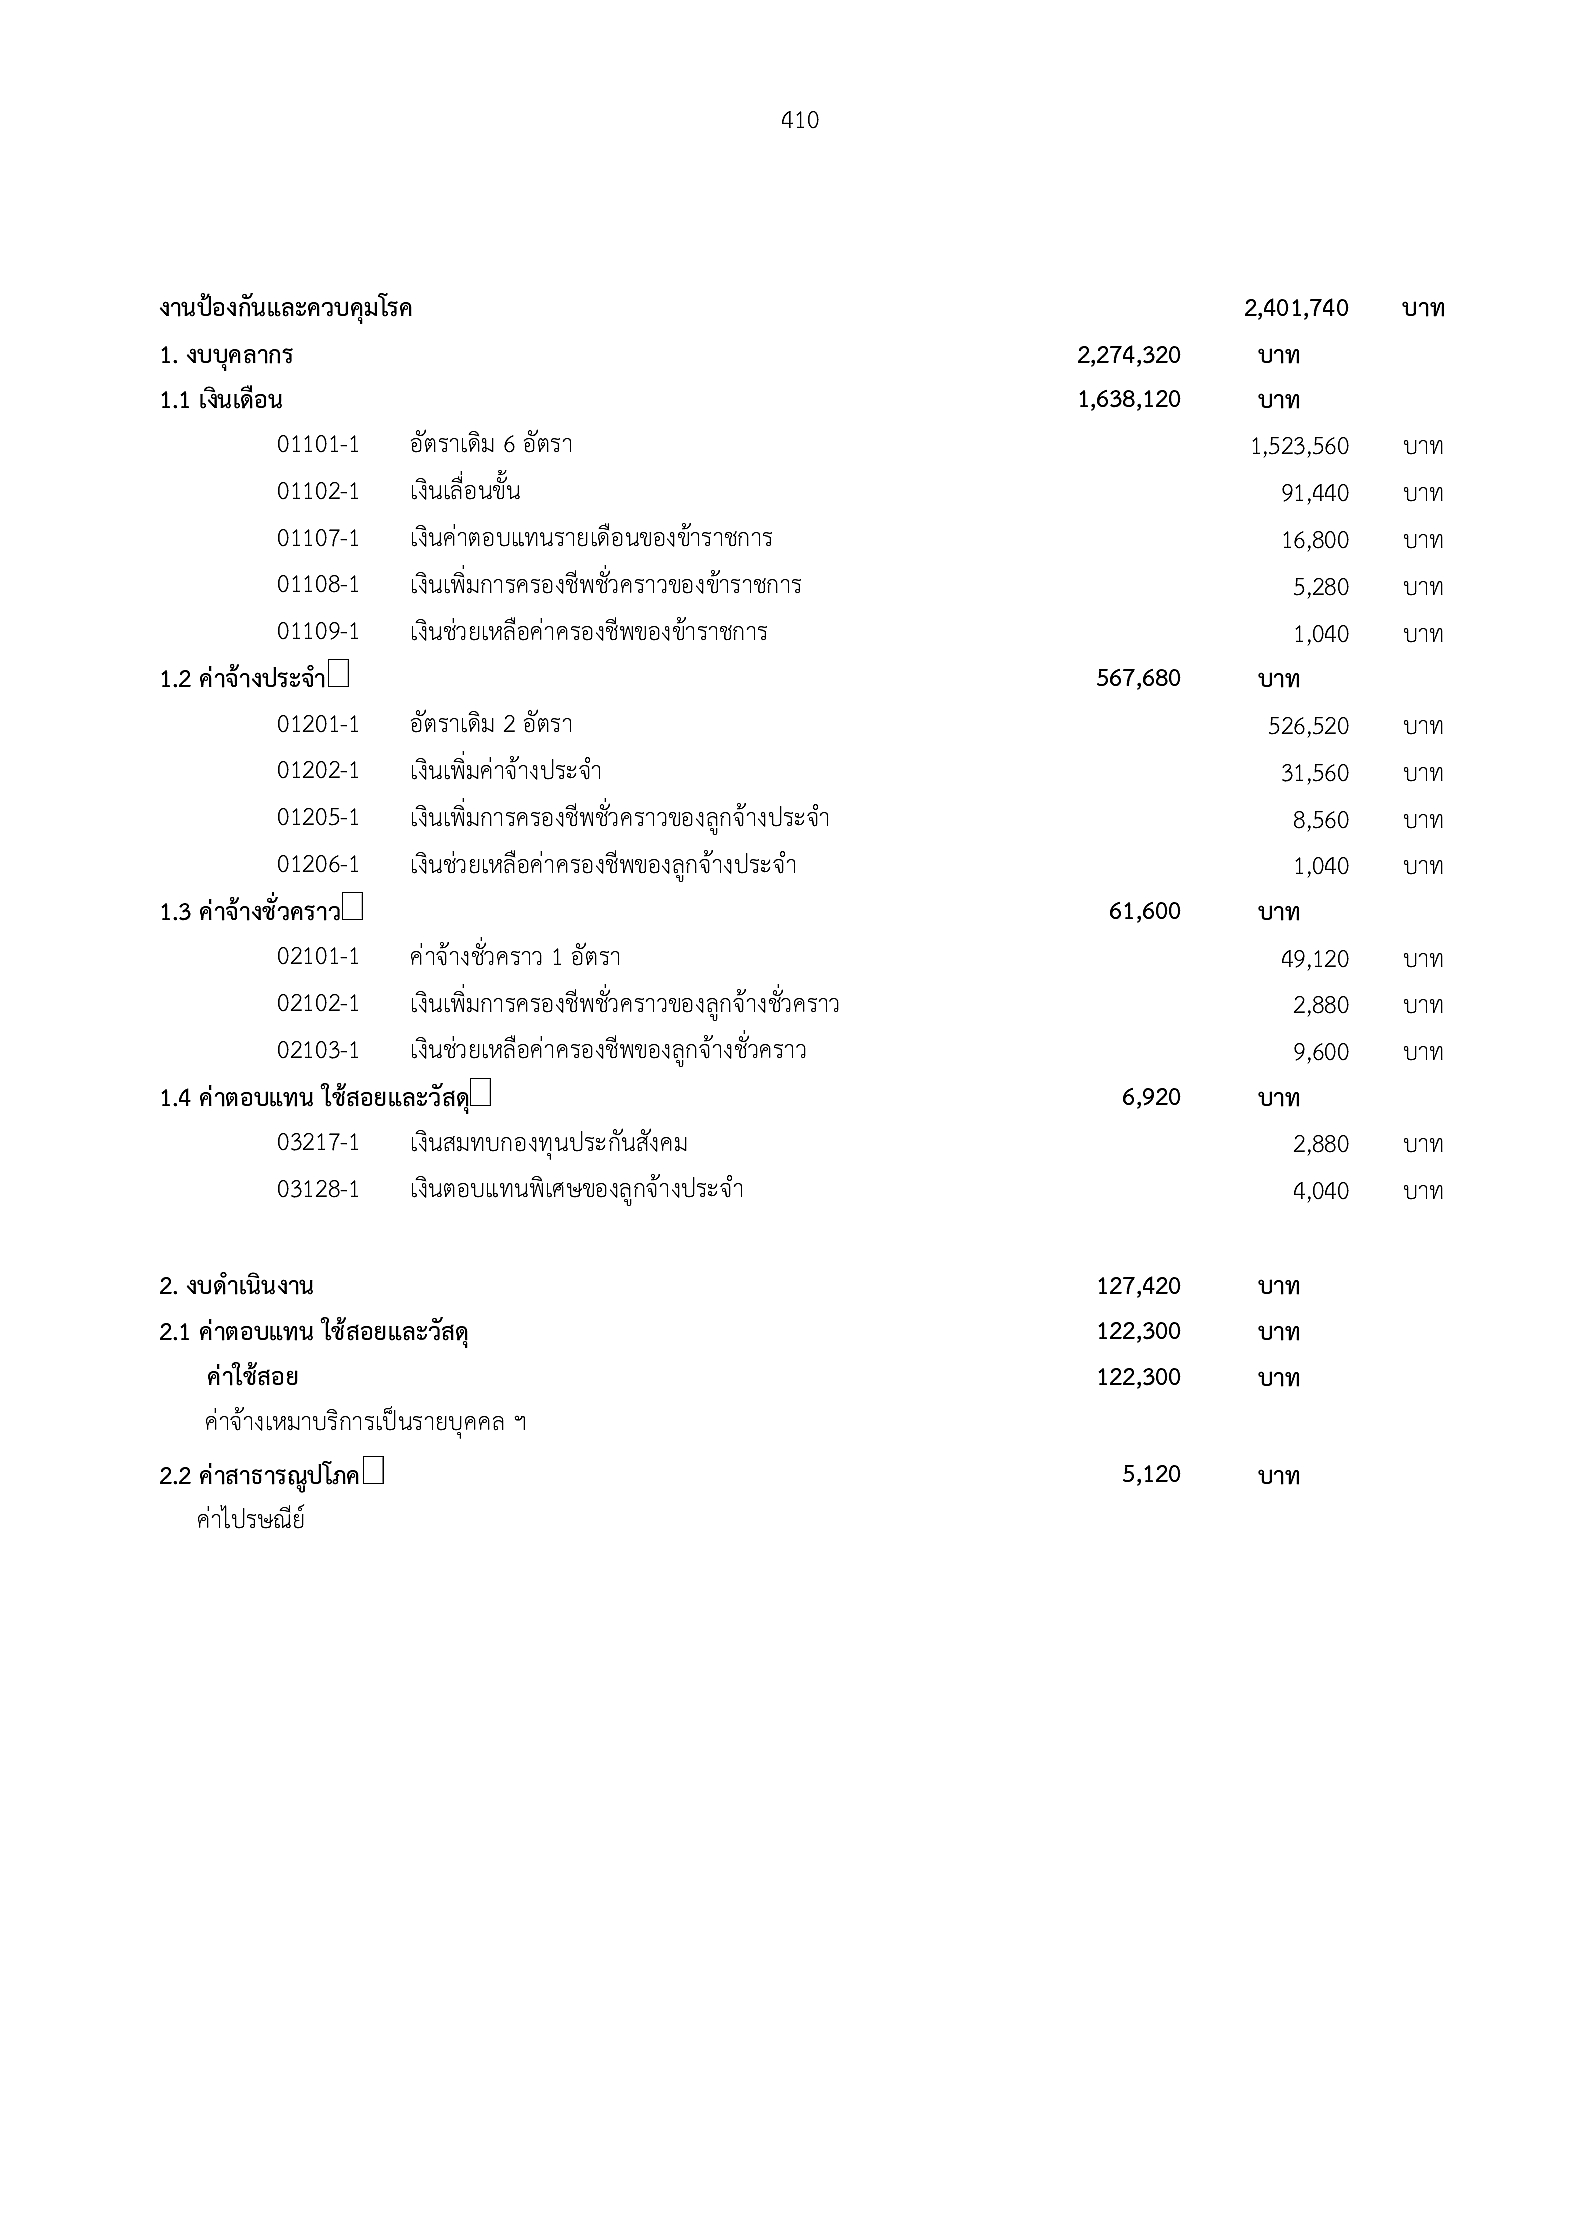 410
งานป้องกันและควบคุมโรค 2,401,740 บาท
1. งบบุคลากร 2,274,320 บาท
1.1 เงินเดือน 1,638,120 บาท
01101-1 อัตราเดิม 6 อัตรา 1,523,560 บาท
01102-1 เงินเลื่อนขั้น 91,440 บาท
01107-1 เงินค่าตอบแทนรายเดือนของข้าราชการ 16,800 บาท
01108-1 เงินเพิ่มการครองชีพชั่วคราวของข้าราชการ 5,280 บาท
01109-1 เงินช่วยเหลือค่าครองชีพของข้าราชการ 1,040 บาท
1.2 ค่าจ้างประจำ 567,680 บาท
01201-1 อัตราเดิม 2 อัตรา 526,520 บาท
01202-1 เงินเพิ่มค่าจ้างประจำ 31,560 บาท
01205-1 เงินเพิ่มการครองชีพชั่วคราวของลูกจ้างประจำ 8,560 บาท
01206-1 เงินช่วยเหลือค่าครองชีพของลูกจ้างประจำ 1,040 บาท
1.3 ค่าจ้างชั่วคราว 61,600 บาท
02101-1 ค่าจ้างชั่วคราว 1 อัตรา 49,120 บาท
02102-1 เงินเพิ่มการครองชีพชั่วคราวของลูกจ้างชั่วคราว 2,880 บาท
02103-1 เงินช่วยเหลือค่าครองชีพของลูกจ้างชั่วคราว 9,600 บาท
1.4 ค่าตอบแทน ใช้สอยและวัสดุ 6,920 บาท
03217-1 เงินสมทบกองทุนประกันสังคม 2,880 บาท
03128-1 เงินตอบแทนพิเศษของลูกจ้างประจำ 4,040 บาท
2. งบดำเนินงาน 127,420 บาท
2.1 ค่าตอบแทน ใช้สอยและวัสดุ 122,300 บาท
ค่าใช้สอย 122,300 บาท
ค่าจ้างเหมาบริการเป็นรายบุคคล ฯ
2.2 ค่าสาธารณูปโภค 5,120 บาท
ค่าไปรษณีย์